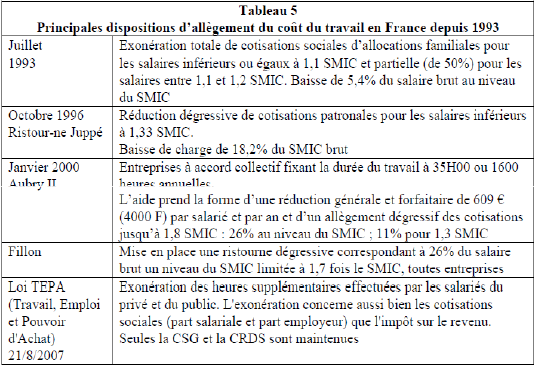 Tableau 5
Principales dispositions d'allègement du coût du travail en France depuis 1993
Juillet
1993
Exonération totale de cotisations sociales d'allocations familiales pour
les salaires inférieurs ou égaux à 1,1 SMIC et partielle (de 50%) pour les
salaires entre 1,1 et 1,2 SMIC. Baisse de 5,4% du salaire brut au niveau
du SMIC
Octobre 1996
Ristour-ne Juppé
Réduction dégressive de cotisations patronales pour les salaires inférieurs
à 1,33 SMIC.
Baisse de charge de 18,2% du SMIC brut
Janvier 2000
Aubry II
Entreprises à accord collectif fixant la durée du travail à 35H00 ou 1600
heures annuelles.
L'aide prend la forme d'une réduction générale et forfaitaire de 609 €
(4000 F) par salarié et par an et d'un allègement dégressif des cotisations
jusqu'à 1,8 SMIC : 26% au niveau du SMIC ; 11% pour 1,3 SMIC
Fillon
Mise en place une ristourne dégressive correspondant à 26% du salaire
brut un niveau du SMIC limitée à 1,7 fois le SMIC, toutes entreprises
Loi TEPA
(Travail, Emploi
et Pouvoir
d'Achat)
21/8/2007
Exonération des heures supplémentaires effectuées par les salariés du
privé et du public. L'exonération concerne aussi bien les cotisations
sociales (part salariale et part employeur) que l'impôt sur le revenu.
Seules la CSG et la CRDS sont maintenues